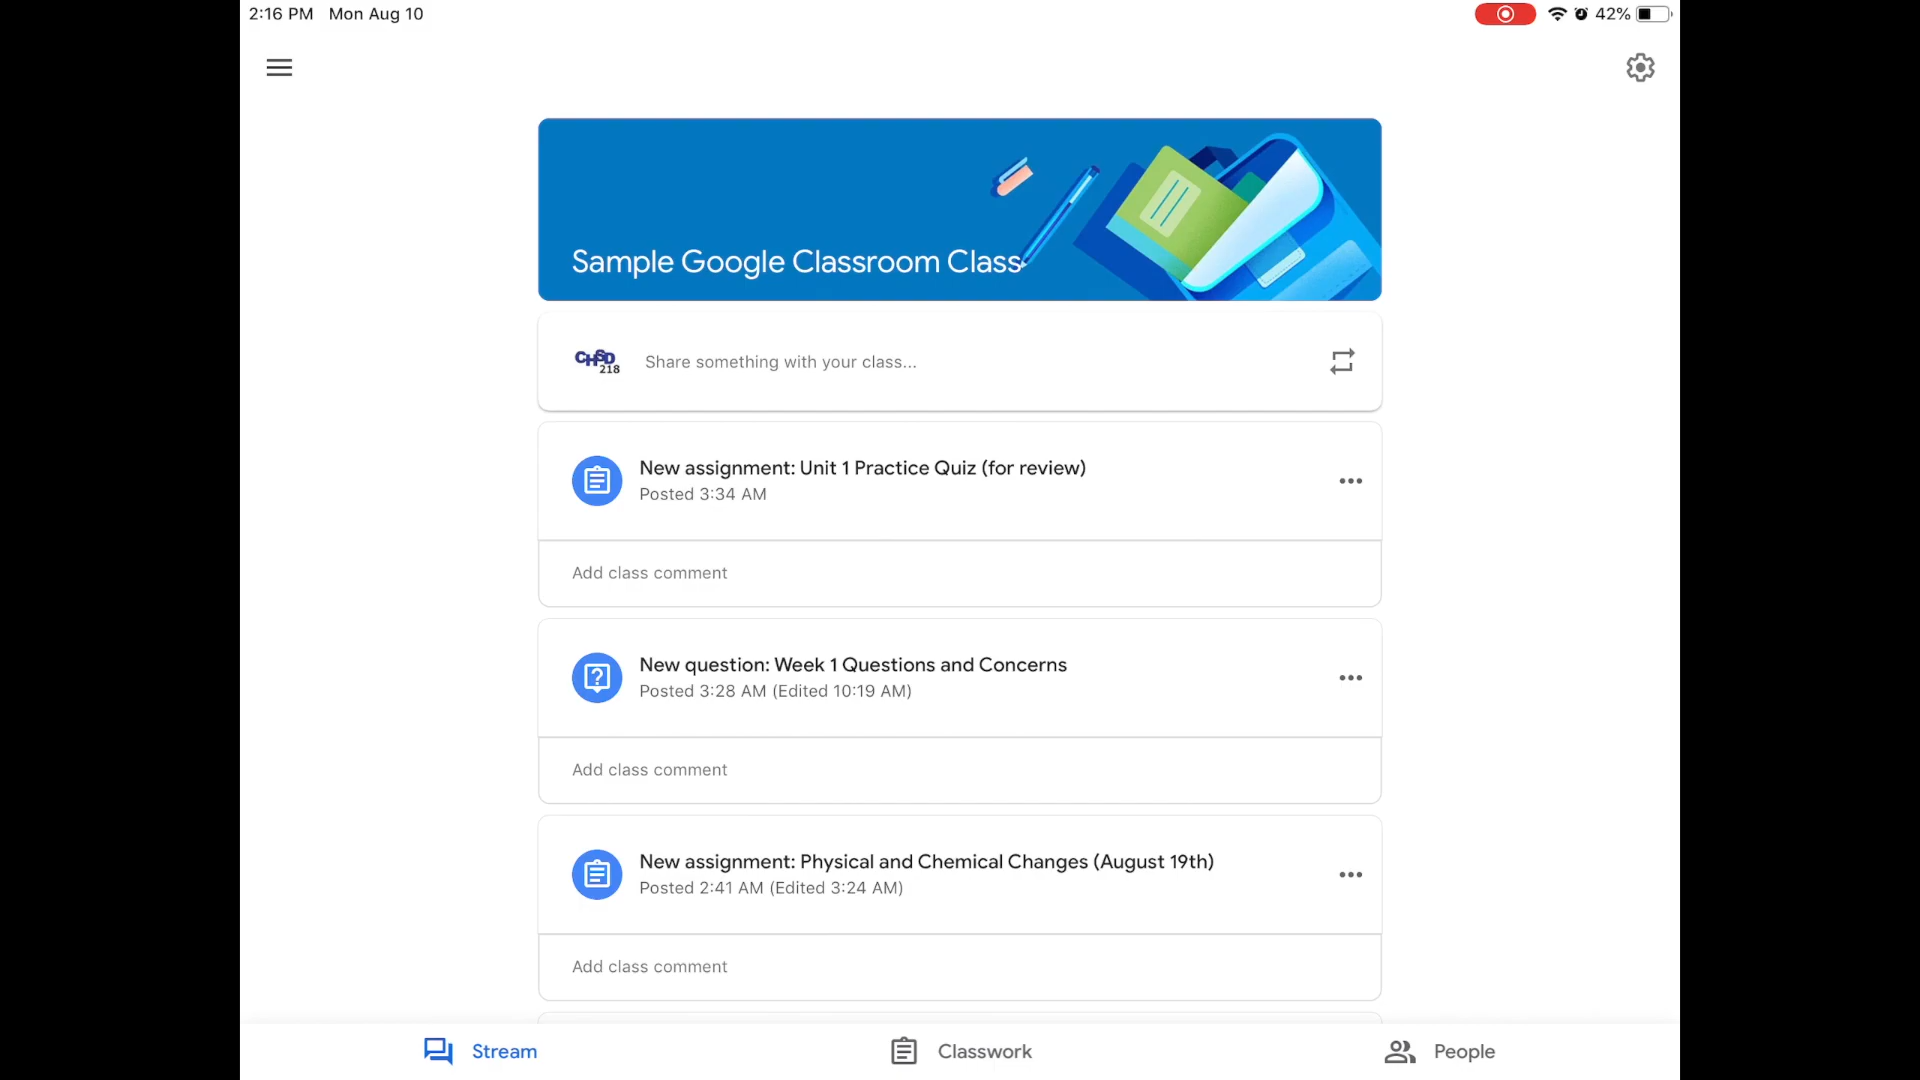 2:16 PM Mon Aug 10 42%
Sample Google Classroom Class
CHSD 218 Share something with your class...
New assignment: Unit 1 Practice Quiz (for review)
Posted 3:34 AM
Add class comment
New question: Week 1 Questions and Concerns
Posted 3:28 AM (Edited 10:19 AM)
Add class comment
New assignment: Physical and Chemical Changes (August 19th)
Posted 2:41 AM (Edited 3:24 AM)
Add class comment
Stream Classwork People